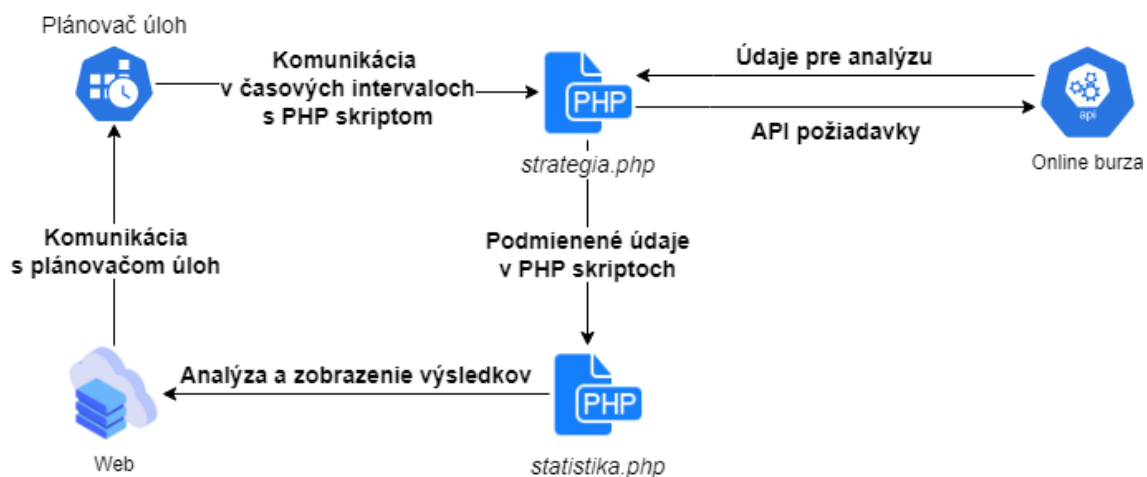 Plánovač úloh
Komunikácia
v časových intervaloch
s PHP skriptom
PHP
strategia.php
Údaje pre analýzu
API požiadavky
api
Online burza
Komunikácia
s plánovačom úloh
Podmienené údaje
v PHP skriptoch
Web
Analýza a zobrazenie výsledkov
PHP
statistika.php